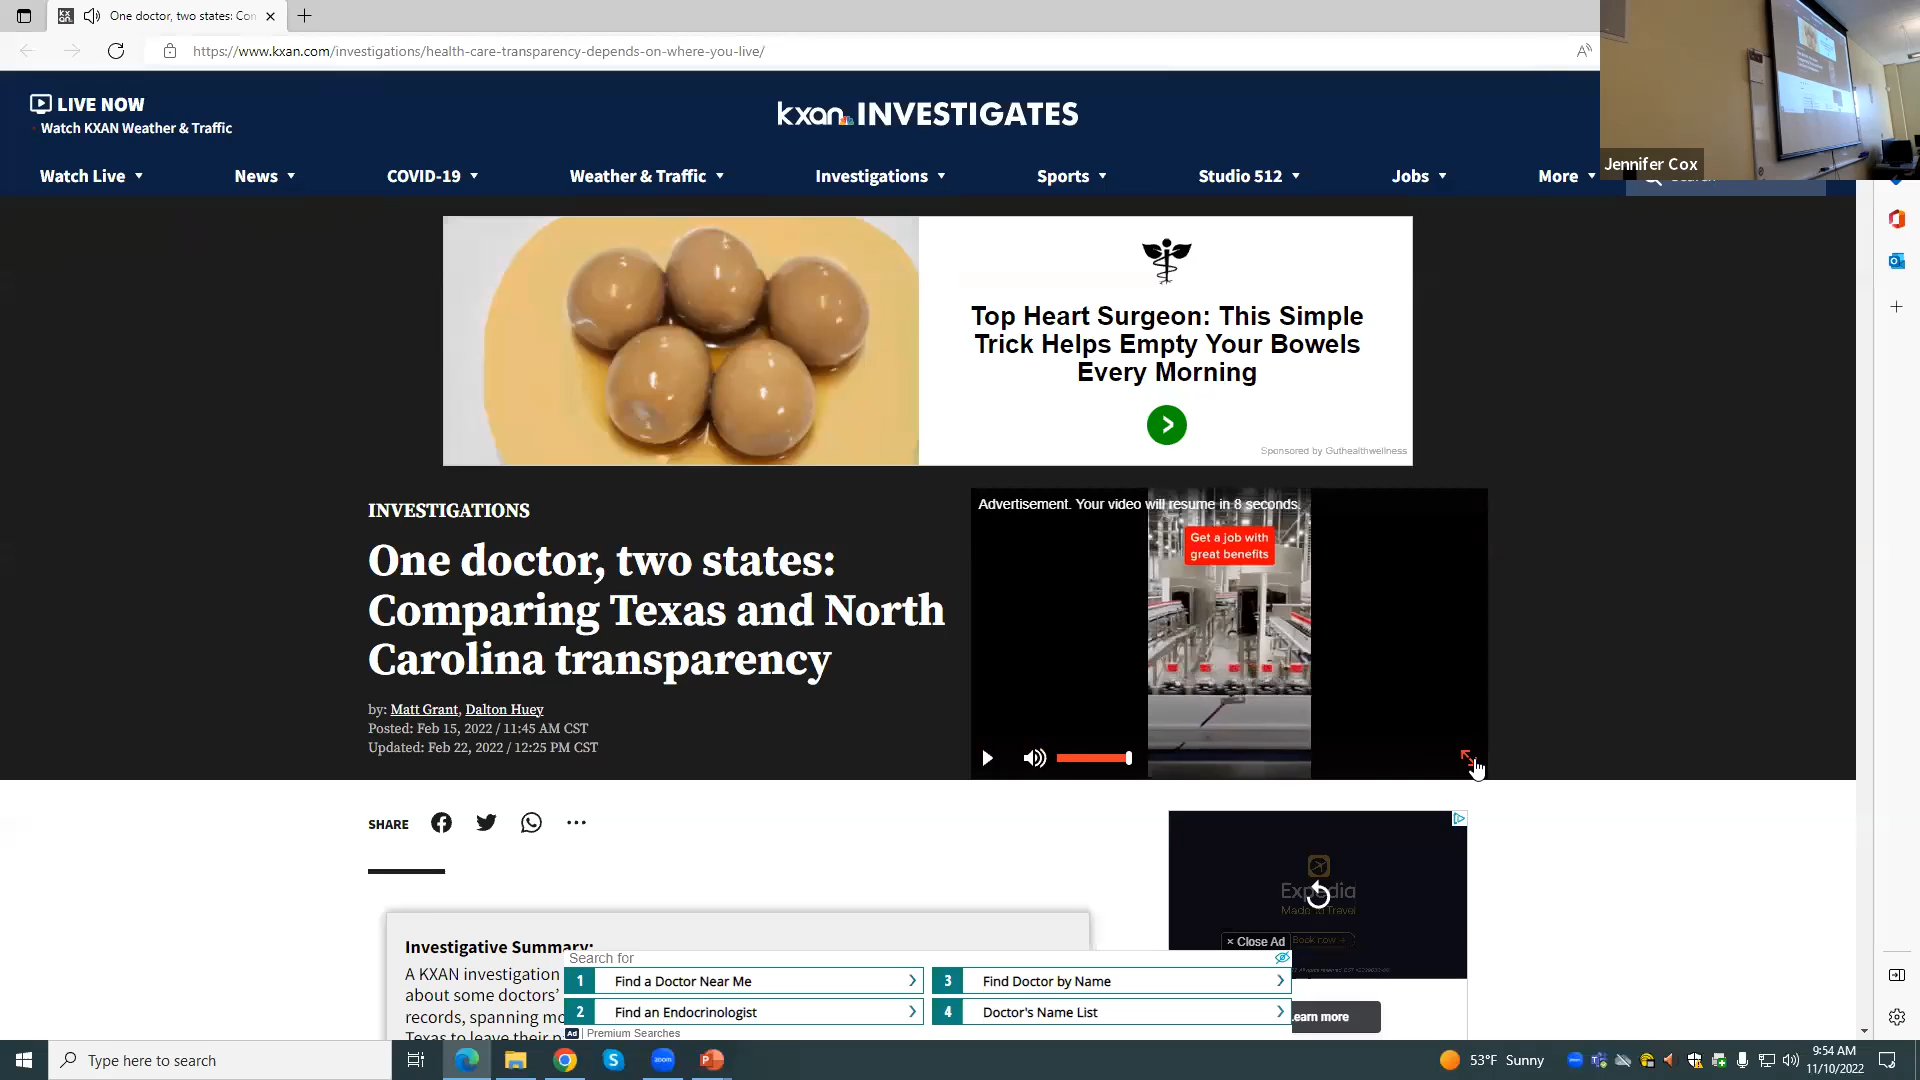 One doctor, two states: Con
https://www.kxan.com/investigations/health-care-transparency-depends-on-where-you-live/
Jennifer Cox
LIVE NOW
Watch KXAN Weather & Traffic
kxan INVESTIGATES
Watch Live
News
COVID-19
Weather & Traffic
Investigations
Sports
Studio 512
Jobs
More
Top Heart Surgeon: This Simple
Trick Helps Empty Your Bowels
Every Morning
Sponsored by Guthealthwellness
INVESTIGATIONS
One doctor, two states:
Comparing Texas and North
Carolina transparency
by: Matt Grant, Dalton Huey
Posted: Feb 15, 2022 / 11:45 AM CST
Updated: Feb 22, 2022 / 12:25 PM CST
Advertisement. Your video will resume in 8 seconds.
Get a job with
great benefits
SHARE
Expedia
Made to Travel
Book now
× Close Ad
Investigative Summary:
A KXAN investigation
about some doctors'
records, spanning
Texas to leave their
Search for
1 Find a Doctor Near Me
2 Find an Endocrinologist
3 Find Doctor by Name
4 Doctor's Name List
Ad Premium Searches
earn more
Type here to search
zoom
53°F Sunny
9:54 AM
11/10/2022